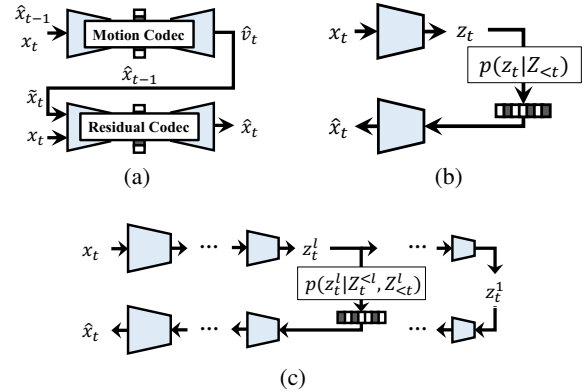 x̂_{t−1}
x_t
Motion Codec
v̂_t
x̂_{t−1}
x̃_t
x_t
Residual Codec
x̂_t
(a)
x_t
z_t
p(z_t|Z_{<t})
x̂_t
(b)
x_t
...
z_t^l
...
p(z_t^l|Z_t^{<l}, Z_{<t}^l)
z_t^1
x̂_t
...
...
(c)